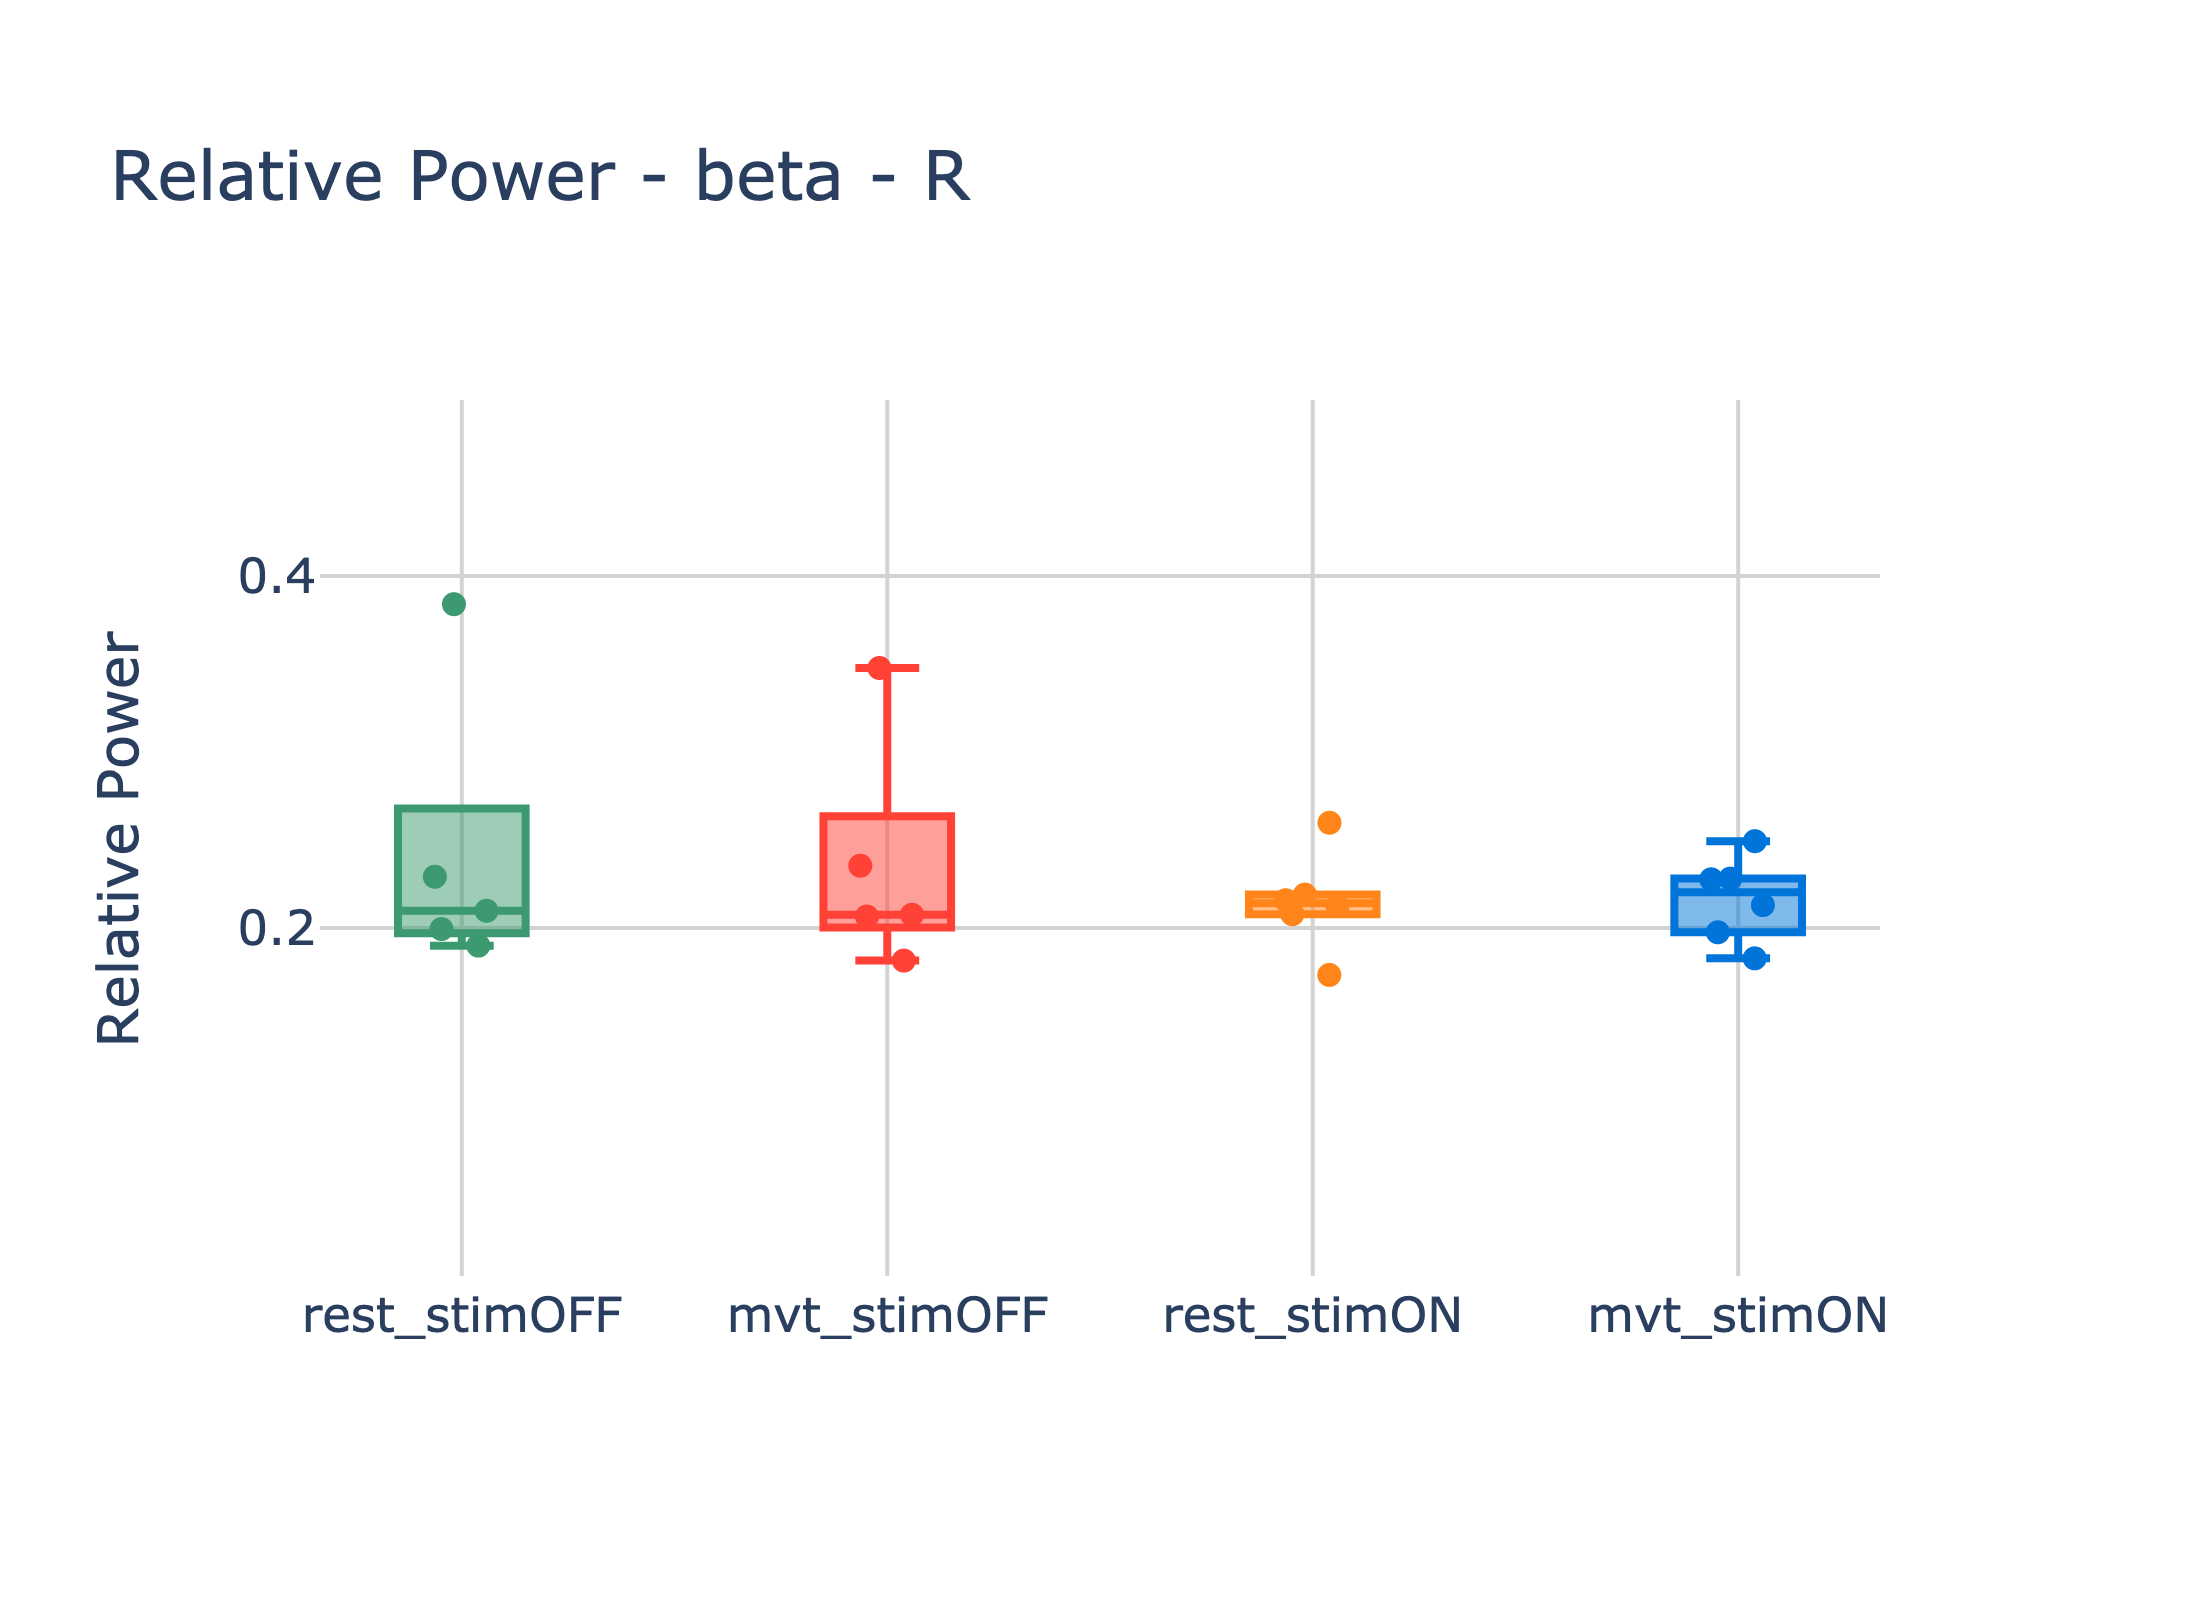 Relative Power - beta - R
Relative Power
0.4
0.2
rest_stimOFF
mvt_stimOFF
rest_stimON
mvt_stimON